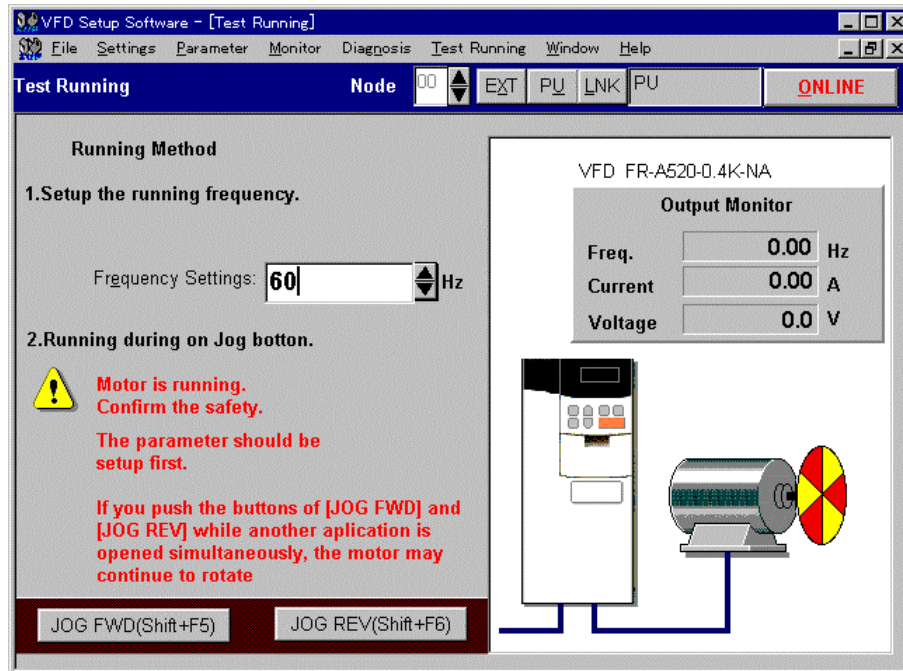 VFD Setup Software - [Test Running]
File Settings Parameter Monitor Diagnosis Test Running Window Help
Test Running Node 00 EXT PU LNK PU ONLINE
Running Method
1.Setup the running frequency.
Frequency Settings: 60 Hz
2.Running during on Jog botton.
Motor is running.
Confirm the safety.
The parameter should be
setup first.
If you push the buttons of [JOG FWD] and
[JOG REV] while another aplication is
opened simultaneously, the motor may
continue to rotate
JOG FWD(Shift+F5) JOG REV(Shift+F6)
VFD FR-A520-0.4K-NA
Output Monitor
Freq. 0.00 Hz
Current 0.00 A
Voltage 0.0 V